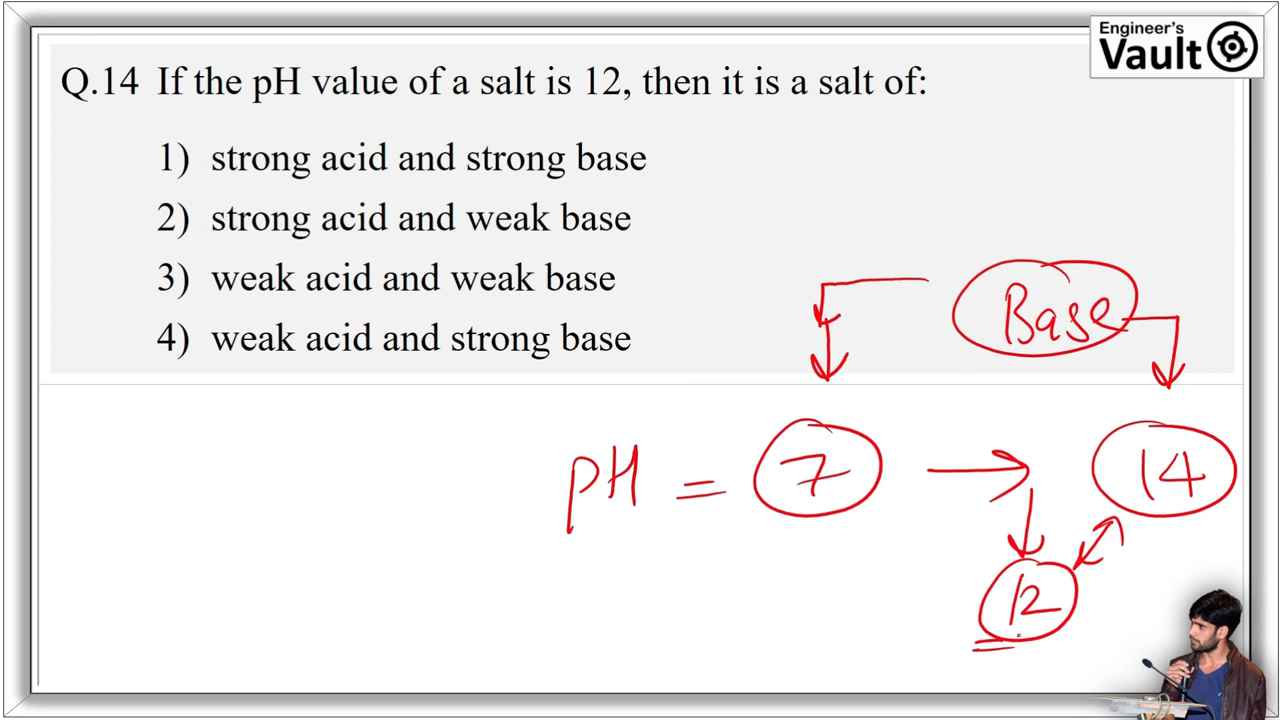 Engineer's
Vault
Q.14 If the pH value of a salt is 12, then it is a salt of:
1) strong acid and strong base
2) strong acid and weak base
3) weak acid and weak base
4) weak acid and strong base
Base
pH = 7 → 14
12